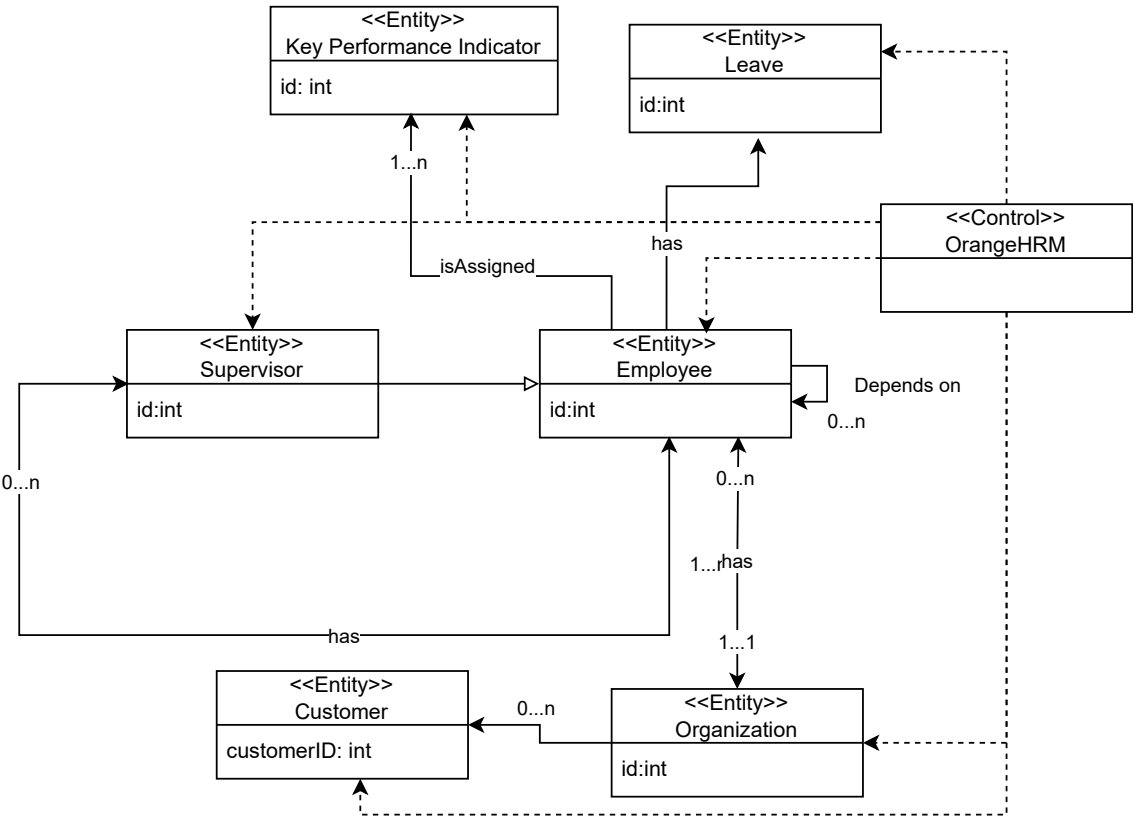 <<Entity>>
Key Performance Indicator
id: int
<<Entity>>
Leave
id:int
1...n
<<Control>>
OrangeHRM
has
isAssigned
<<Entity>>
Supervisor
id:int
<<Entity>>
Employee
id:int
Depends on
0...n
0...n
0...n
1...
has
has
1...1
<<Entity>>
Customer
customerID: int
0...n
<<Entity>>
Organization
id:int